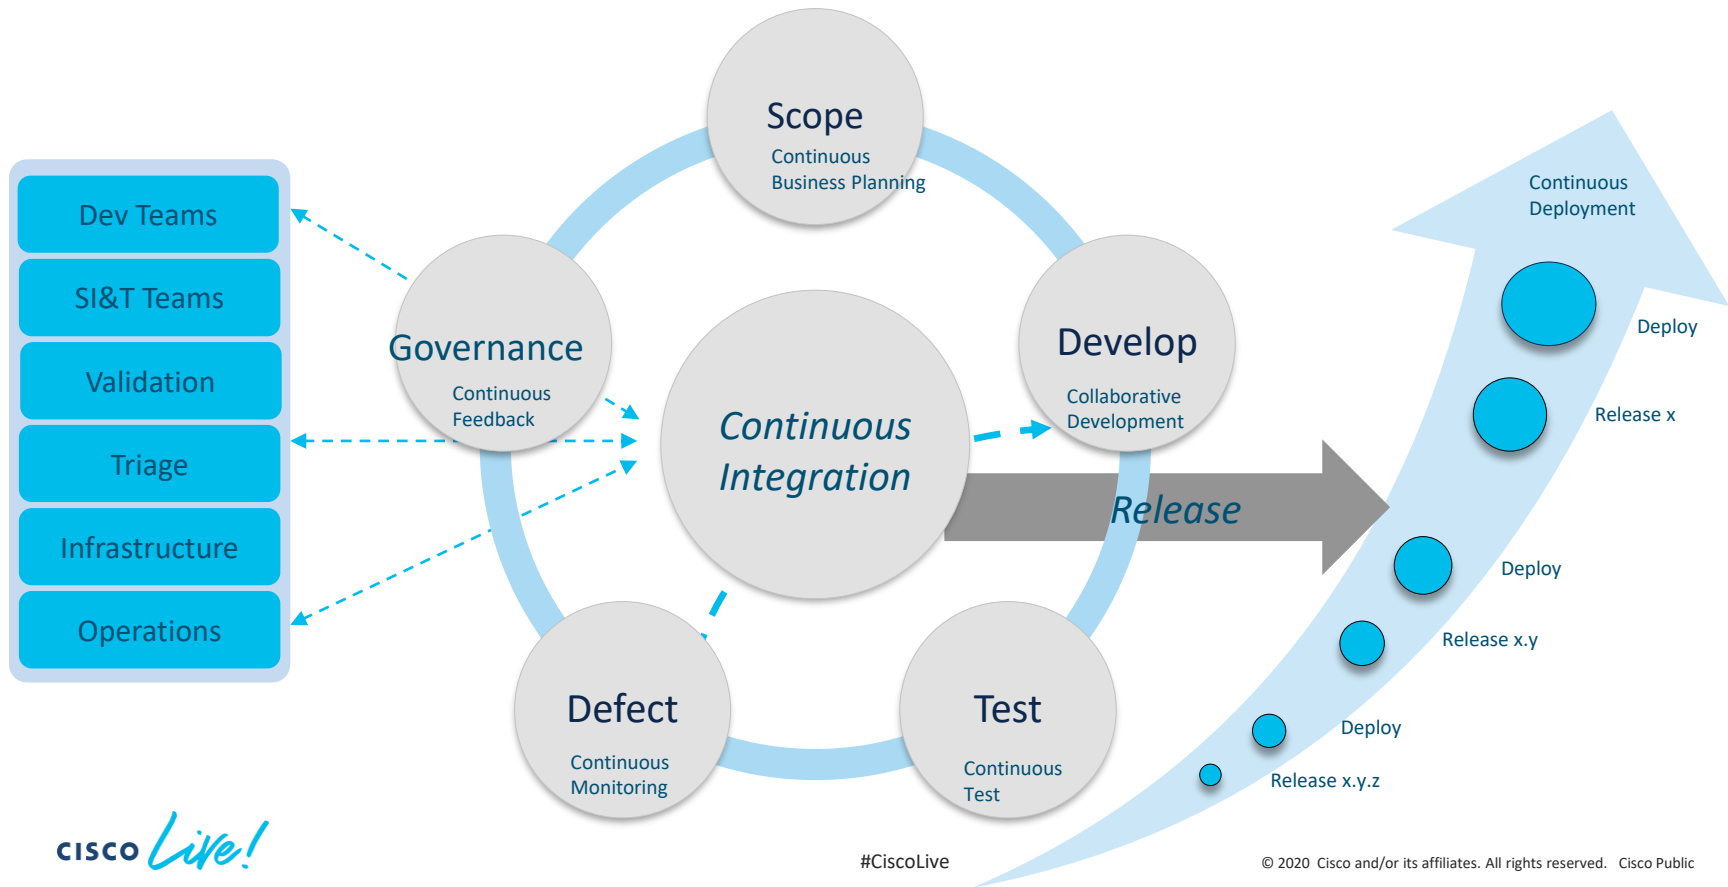 Dev Teams
SI&T Teams
Validation
Triage
Infrastructure
Operations
Scope
Continuous
Business Planning
Governance
Continuous
Feedback
Develop
Collaborative
Development
Continuous
Integration
Release
Defect
Continuous
Monitoring
Test
Continuous
Test
Continuous
Deployment
Deploy
Release x
Deploy
Release x.y
Deploy
Release x.y.z
CISCO Live!
#CiscoLive
© 2020 Cisco and/or its affiliates. All rights reserved. Cisco Public